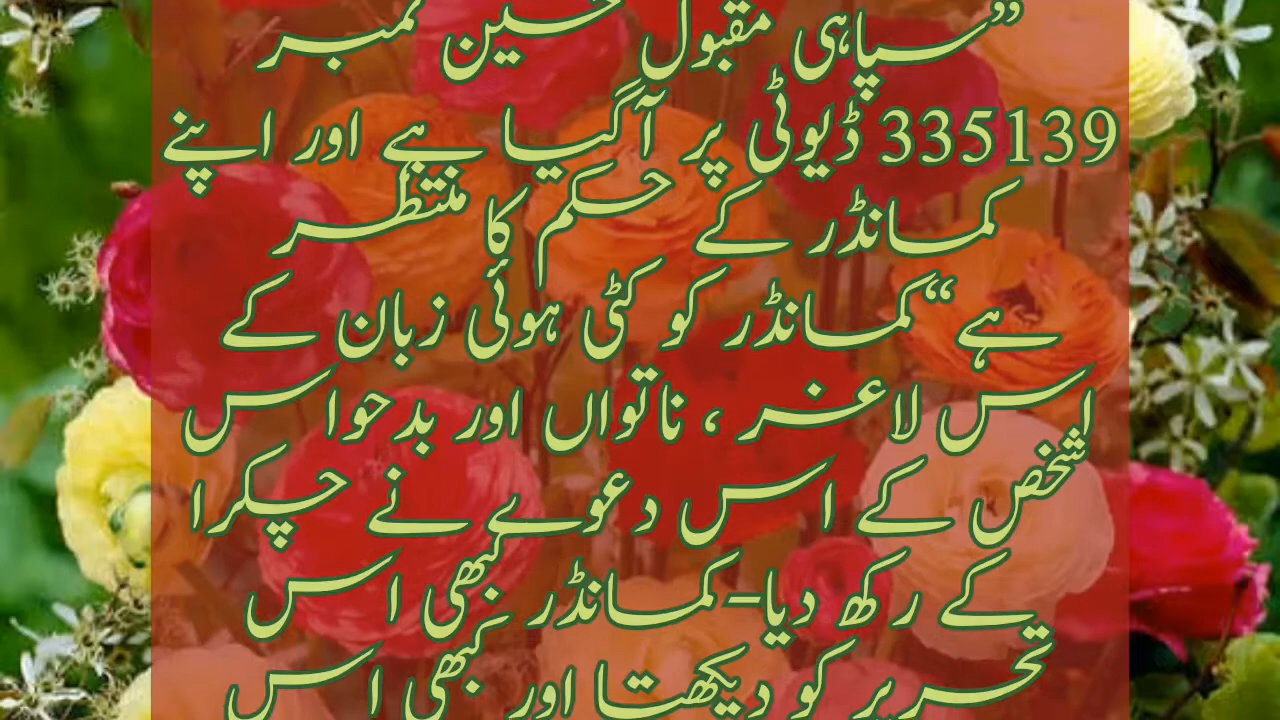 ”سپاہی مقبول حسین نمبر
335139 ڈیوٹی پر آگیا ہے اور اپنے
کمانڈر کے حکم کا منتظر
ہے“کمانڈر کو کٹی ہوئی زبان کے
اس لاغر ، ناتواں اور بدحواس
شخص کے اس دعوے نے چکرا
کے رکھ دیا-کمانڈر کبھی اس
تحریر کو دیکھتا اور کبھی اس